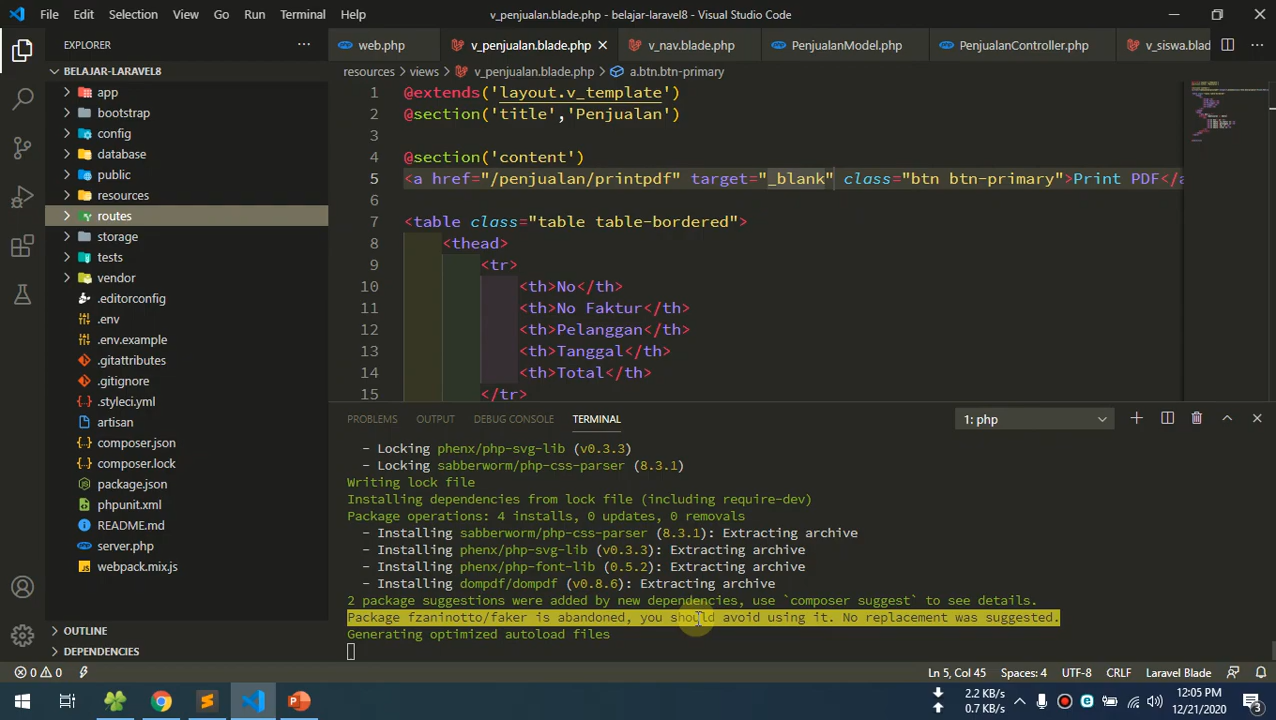 File Edit Selection View Go Run Terminal Help v_penjualan.blade.php - belajar-laravel8 - Visual Studio Code
EXPLORER
web.php v_penjualan.blade.php v_nav.blade.php PenjualanModel.php PenjualanController.php v_siswa.blad
BELAJAR-LARAVEL8
resources > views > v_penjualan.blade.php > a.btn.btn-primary
app
bootstrap
config
database
public
resources
routes
storage
tests
vendor
.editorconfig
.env
.env.example
.gitattributes
.gitignore
.styleci.yml
artisan
composer.json
composer.lock
package.json
phpunit.xml
README.md
server.php
webpack.mix.js
OUTLINE
DEPENDENCIES
1 @extends('layout.v_template')
2 @section('title','Penjualan')
3
4 @section('content')
5 <a href="/penjualan/printpdf" target="_blank" class="btn btn-primary">Print PDF</a
6
7 <table class="table table-bordered">
8 <thead>
9 <tr>
10 <th>No</th>
11 <th>No Faktur</th>
12 <th>Pelanggan</th>
13 <th>Tanggal</th>
14 <th>Total</th>
15 </tr>
PROBLEMS OUTPUT DEBUG CONSOLE TERMINAL 1: php
- Locking phenx/php-svg-lib (v0.3.3)
- Locking sabberworm/php-css-parser (8.3.1)
Writing lock file
Installing dependencies from lock file (including require-dev)
Package operations: 4 installs, 0 updates, 0 removals
- Installing sabberworm/php-css-parser (8.3.1): Extracting archive
- Installing phenx/php-svg-lib (v0.3.3): Extracting archive
- Installing phenx/php-font-lib (0.5.2): Extracting archive
- Installing dompdf/dompdf (v0.8.6): Extracting archive
2 package suggestions were added by new dependencies, use `composer suggest` to see details.
Package fzaninotto/faker is abandoned, you should avoid using it. No replacement was suggested.
Generating optimized autoload files
0 0 Ln 5, Col 45 Spaces: 4 UTF-8 CRLF Laravel Blade
2.2 KB/s
0.7 KB/s
12:05 PM
12/21/2020
3